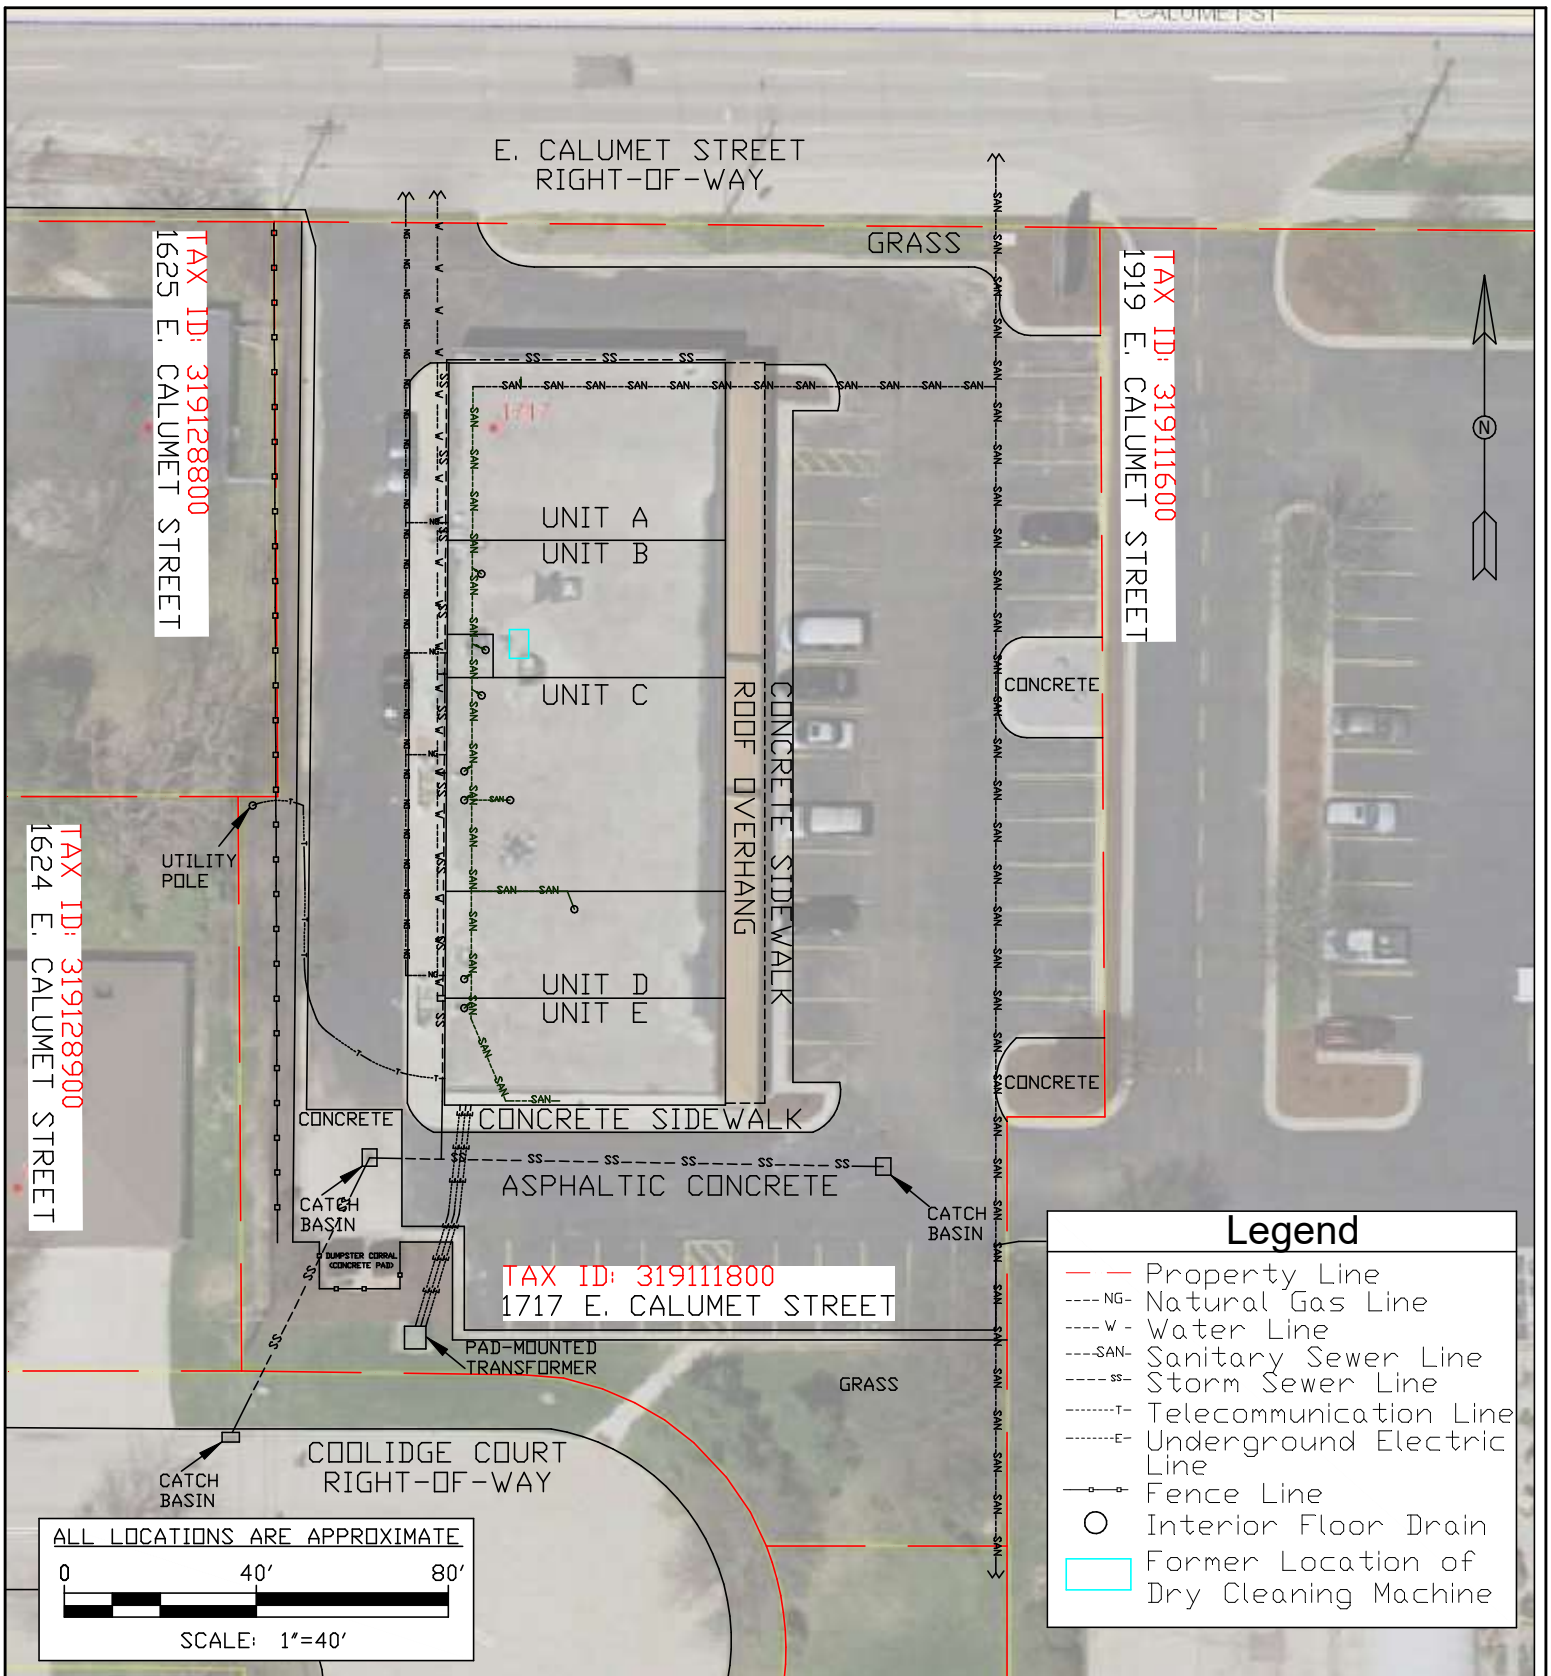 E. CALUMET ST
E. CALUMET STREET
RIGHT-OF-WAY
GRASS
TAX ID: 319128800
1625 E. CALUMET STREET
TAX ID: 319111600
1919 E. CALUMET STREET
N
1717
UNIT A
UNIT B
UNIT C
UNIT D
UNIT E
ROOF OVERHANG
CONCRETE SIDEWALK
CONCRETE
CONCRETE
UTILITY
POLE
TAX ID: 319128900
1624 E. CALUMET STREET
CONCRETE
CONCRETE SIDEWALK
ASPHALTIC CONCRETE
CATCH
BASIN
CATCH
BASIN
DUMPSTER CORRAL
(CONCRETE PAD)
TAX ID: 319111800
1717 E. CALUMET STREET
PAD-MOUNTED
TRANSFORMER
GRASS
COOLIDGE COURT
RIGHT-OF-WAY
CATCH
BASIN
ALL LOCATIONS ARE APPROXIMATE
0 40' 80'
SCALE: 1"=40'
Legend
Property Line
NG Natural Gas Line
W Water Line
SAN Sanitary Sewer Line
SS Storm Sewer Line
T Telecommunication Line
E Underground Electric
Line
Fence Line
Interior Floor Drain
Former Location of
Dry Cleaning Machine